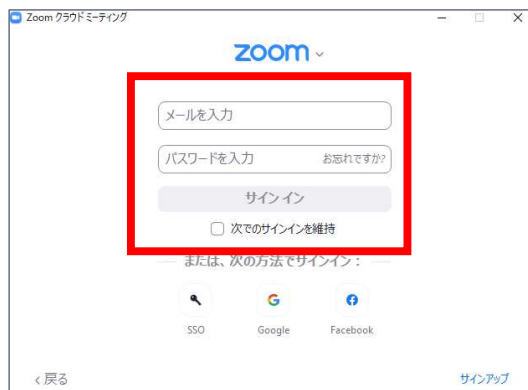 Zoom クラウド ミーティング
zoom
メールを入力
パスワードを入力 お忘れですか?
サイン イン
次でのサインインを維持
または、次の方法でサインイン：
SSO Google Facebook
戻る サインアップ